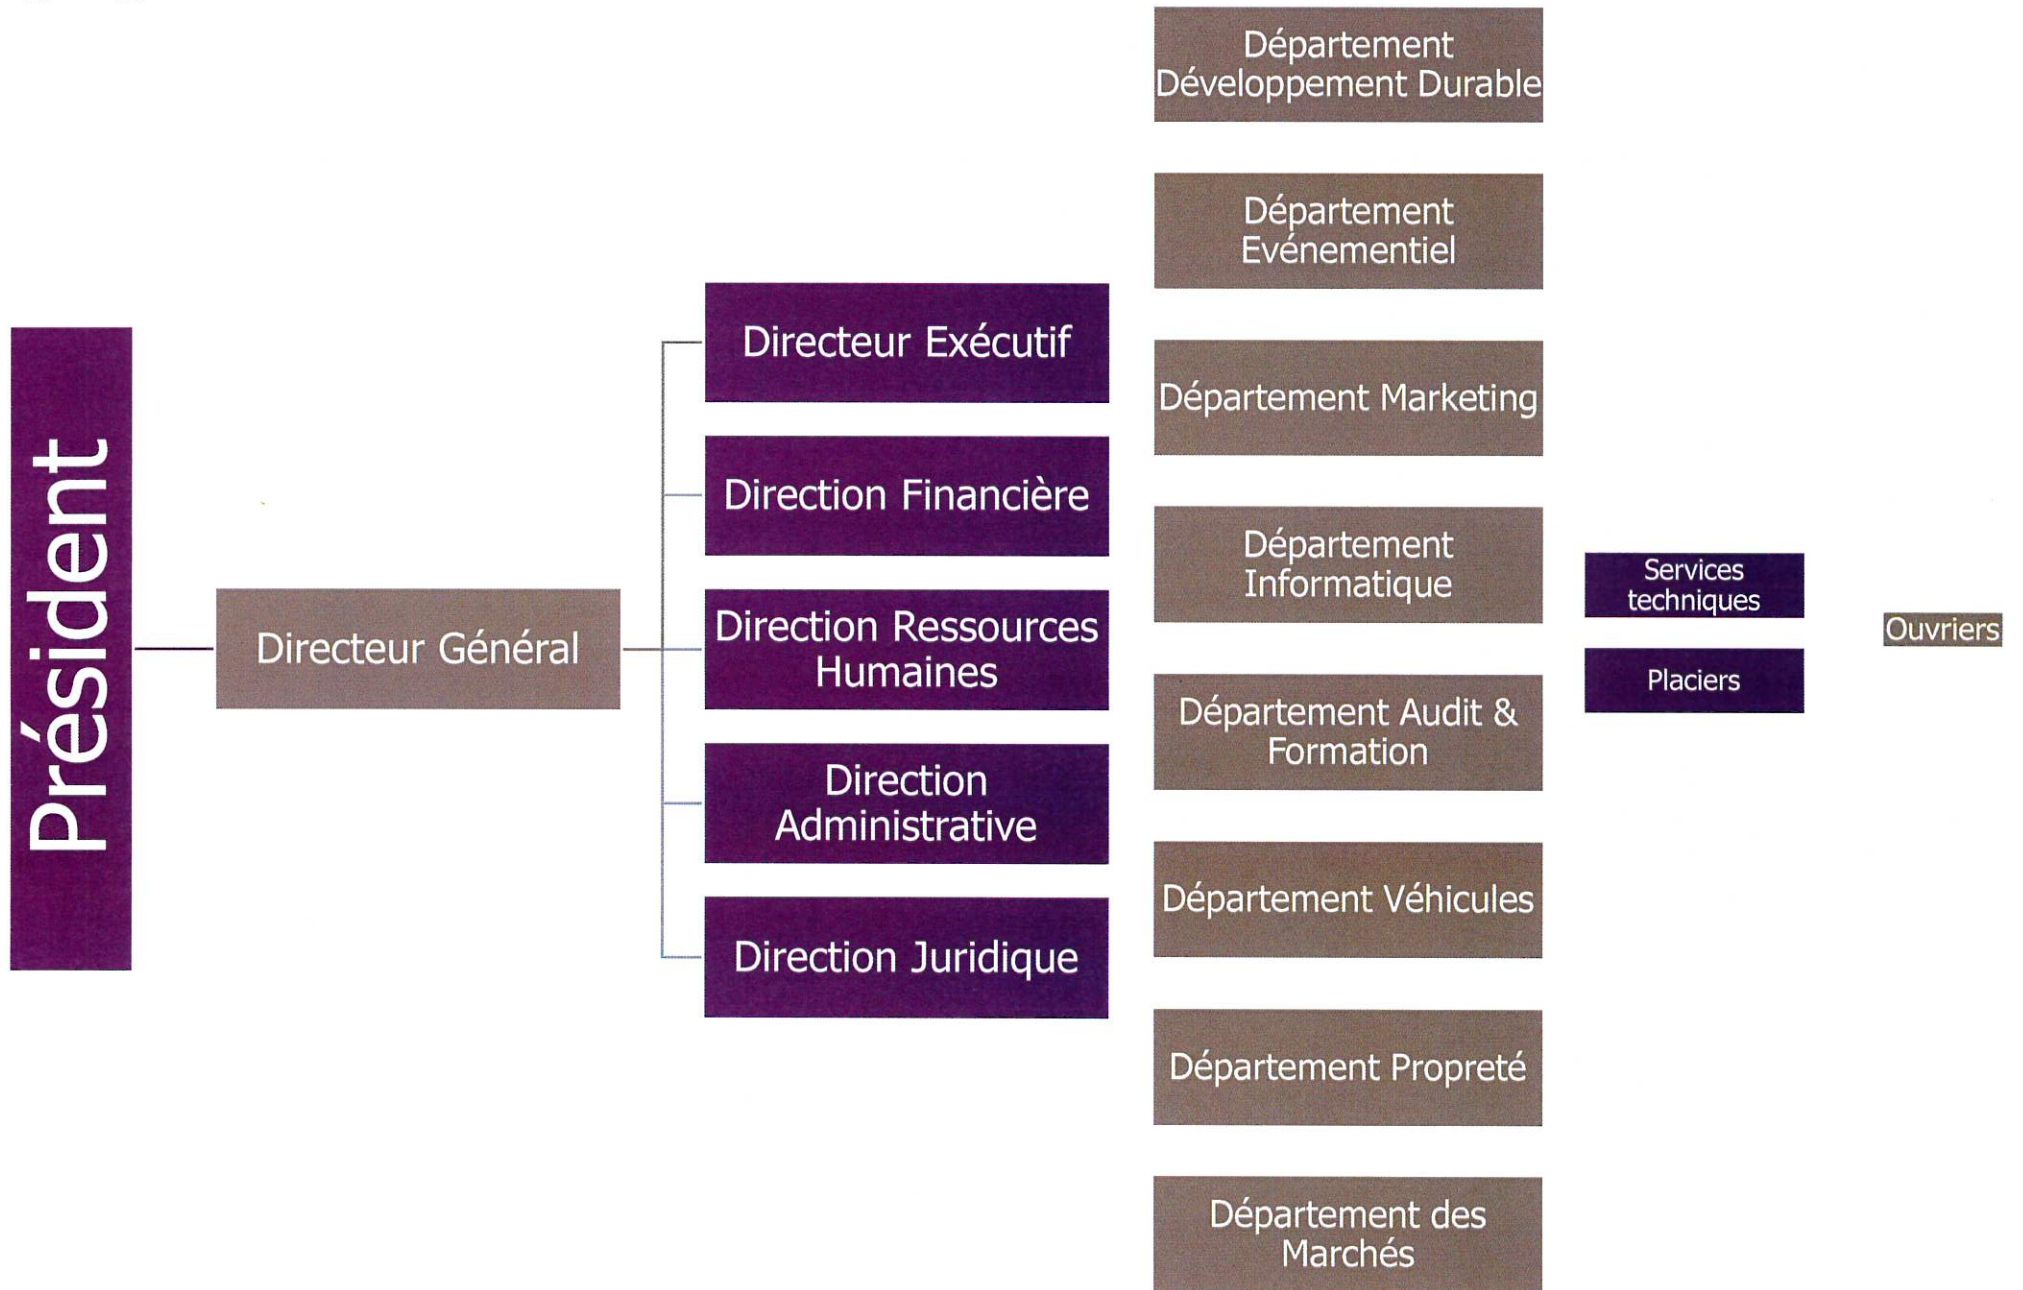 Président
Directeur Général
Directeur Exécutif
Direction Financière
Direction Ressources
Humaines
Direction
Administrative
Direction Juridique
Département
Développement Durable
Département
Evénementiel
Département Marketing
Département
Informatique
Département Audit &
Formation
Département Véhicules
Département Propreté
Département des
Marchés
Services
techniques
Placiers
Ouvriers